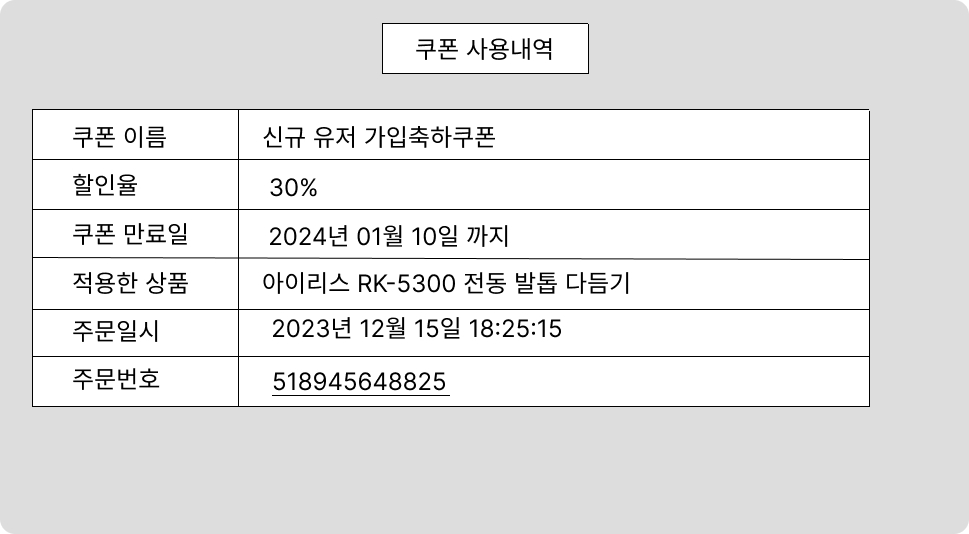 쿠폰 사용내역
쿠폰 이름 신규 유저 가입축하쿠폰
할인율 30%
쿠폰 만료일 2024년 01월 10일 까지
적용한 상품 아이리스 RK-5300 전동 발톱 다듬기
주문일시 2023년 12월 15일 18:25:15
주문번호 518945648825